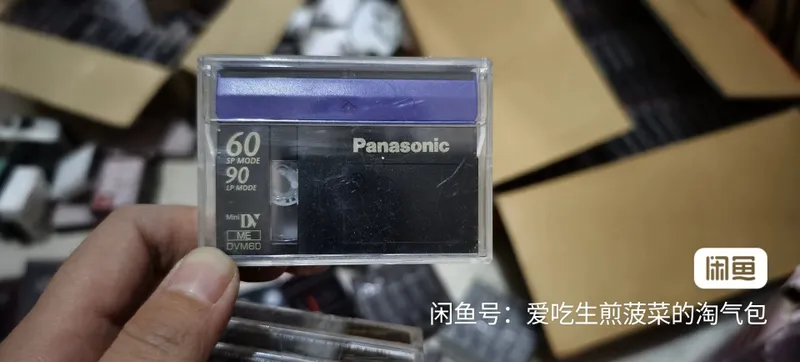 60
Panasonic
SP MODE
90
LP MODE
Mini DV
ME
DVM60
闲鱼
闲鱼号：爱吃生煎菠菜的淘气包